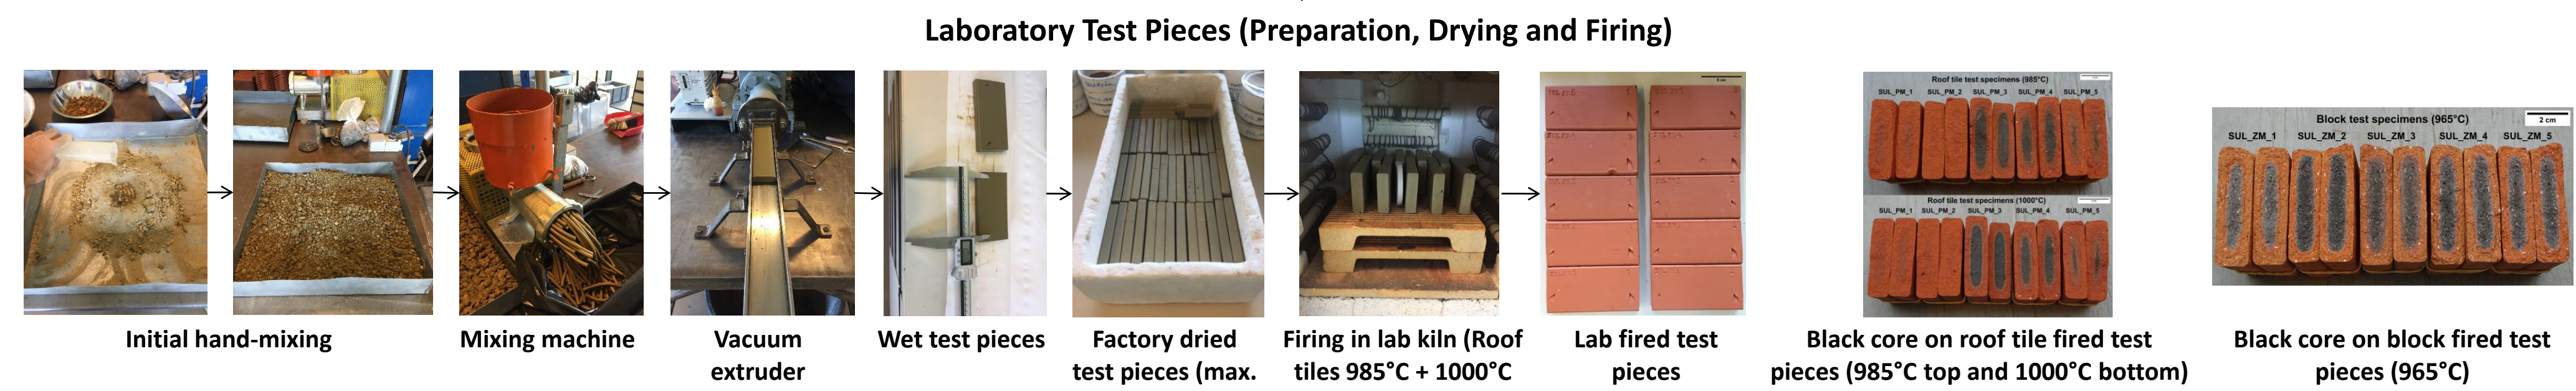 Laboratory Test Pieces (Preparation, Drying and Firing)
Roof tile test specimens (985°C)
SUL_PM_1 SUL_PM_2 SUL_PM_3 SUL_PM_4 SUL_PM_5
Roof tile test specimens (1000°C)
SUL_PM_1 SUL_PM_2 SUL_PM_3 SUL_PM_4 SUL_PM_5
Block test specimens (965°C)
2 cm
SUL_ZM_1 SUL_ZM_2 SUL_ZM_3 SUL_ZM_4 SUL_ZM_5
Initial hand-mixing
Mixing machine
Vacuum
extruder
Wet test pieces
Factory dried
test pieces (max.
Firing in lab kiln (Roof
tiles 985°C + 1000°C
Lab fired test
pieces
Black core on roof tile fired test
pieces (985°C top and 1000°C bottom)
Black core on block fired test
pieces (965°C)